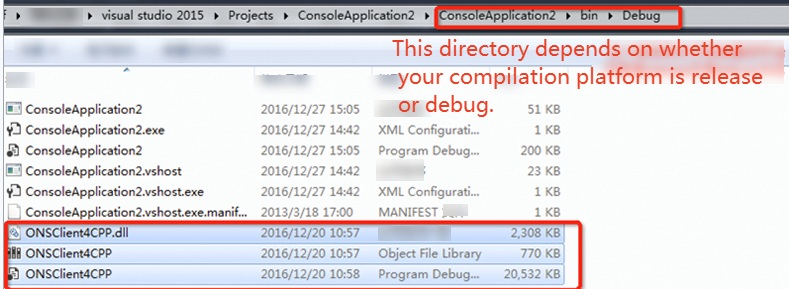 visual studio 2015 ▸ Projects ▸ ConsoleApplication2 ▸ ConsoleApplication2 ▸ bin ▸ Debug
This directory depends on whether
your compilation platform is release
or debug.
ConsoleApplication2 2016/12/27 15:05 51 KB
ConsoleApplication2.exe 2016/12/27 14:42 XML Configurati... 1 KB
ConsoleApplication2 2016/12/27 15:05 Program Debug... 200 KB
ConsoleApplication2.vshost 2016/12/27 14:42 23 KB
ConsoleApplication2.vshost.exe 2016/12/27 14:42 XML Configurati... 1 KB
ConsoleApplication2.vshost.exe.manif... 2013/3/18 17:00 MANIFEST 1 KB
ONSClient4CPP.dll 2016/12/20 10:57 2,308 KB
ONSClient4CPP 2016/12/20 10:57 Object File Library 770 KB
ONSClient4CPP 2016/12/20 10:58 Program Debug... 20,532 KB